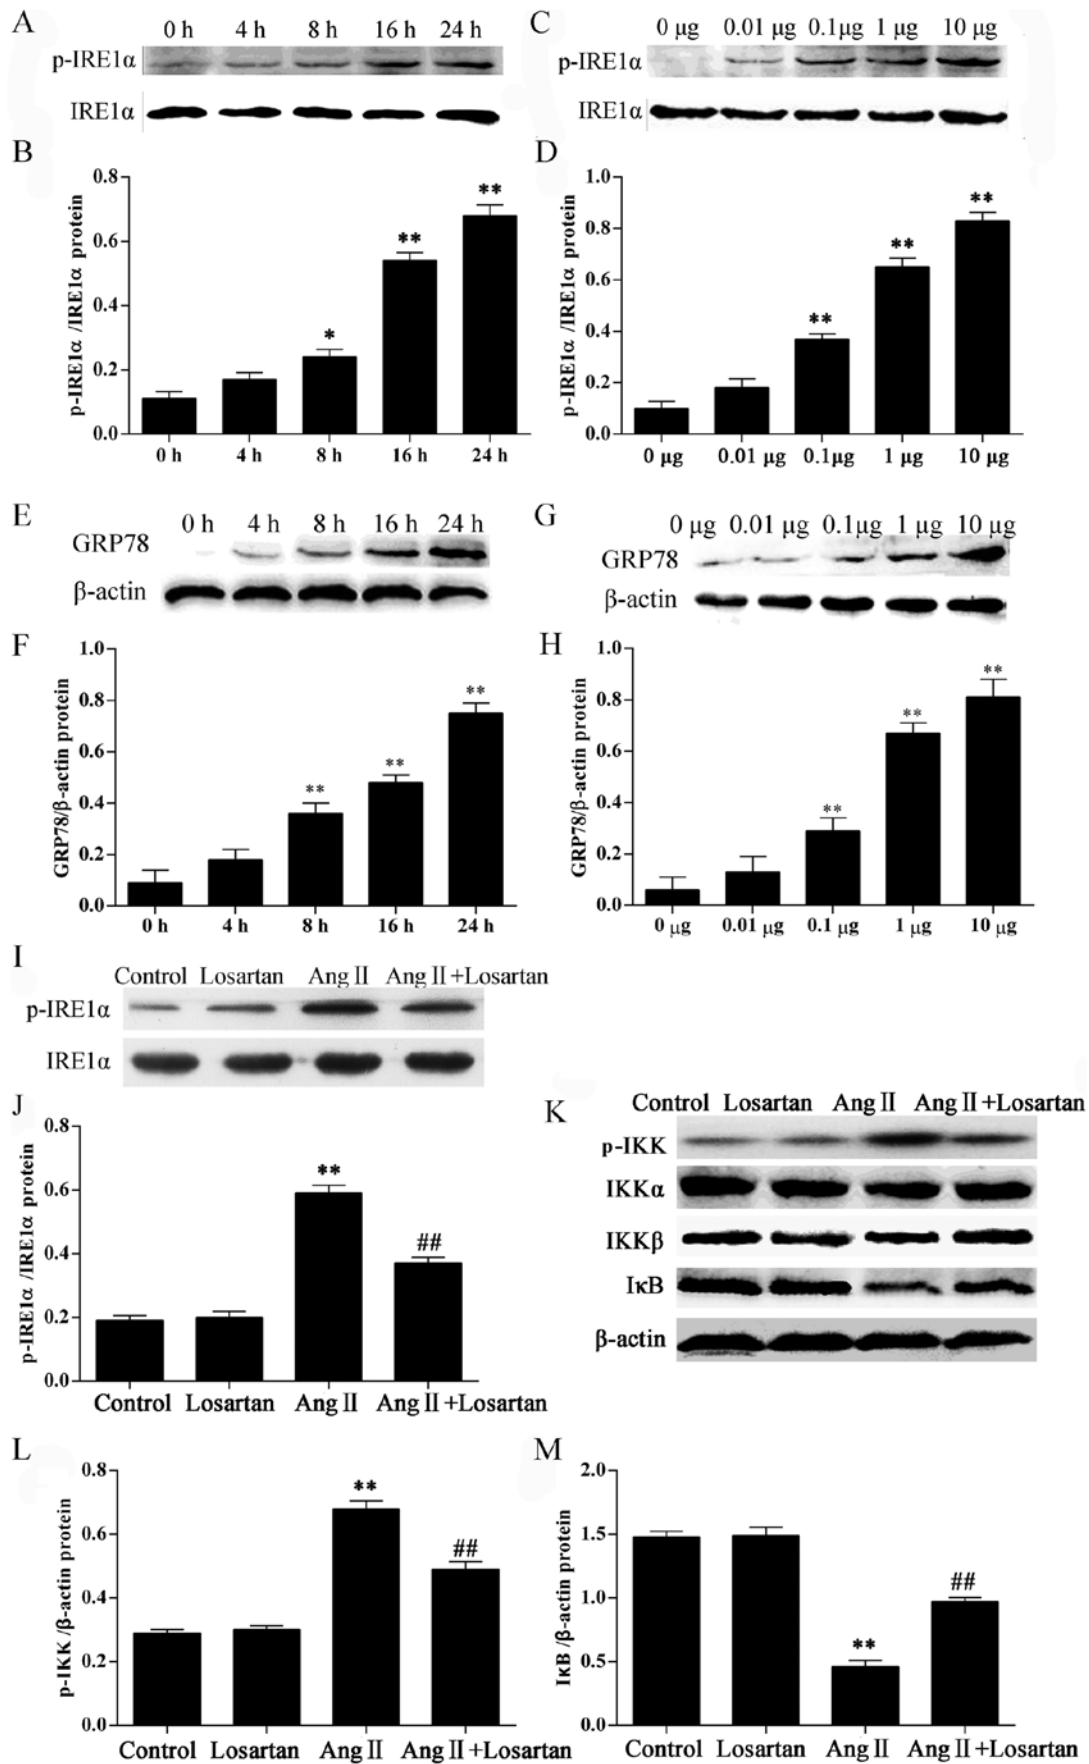 A
0 h 4 h 8 h 16 h 24 h
p-IRE1α
IRE1α
C
0 μg 0.01 μg 0.1μg 1 μg 10 μg
p-IRE1α
IRE1α
B
p-IRE1α /IRE1α protein
0.8
0.6
0.4
0.2
0.0
* ** **
0 h 4 h 8 h 16 h 24 h
D
p-IRE1α /IRE1α protein
1.0
0.8
0.6
0.4
0.2
0.0
** ** **
0 μg 0.01 μg 0.1μg 1 μg 10 μg
E
0 h 4 h 8 h 16 h 24 h
GRP78
β-actin
G
0 μg 0.01 μg 0.1μg 1 μg 10 μg
GRP78
β-actin
F
GRP78/β-actin protein
1.0
0.8
0.6
0.4
0.2
0.0
** ** **
0 h 4 h 8 h 16 h 24 h
H
GRP78/β-actin protein
1.0
0.8
0.6
0.4
0.2
0.0
** ** **
0 μg 0.01 μg 0.1 μg 1 μg 10 μg
I
Control Losartan Ang II Ang II +Losartan
p-IRE1α
IRE1α
J
p-IRE1α /IRE1α protein
0.8
0.6
0.4
0.2
0.0
** ##
Control Losartan Ang II Ang II +Losartan
K
Control Losartan Ang II Ang II +Losartan
p-IKK
IKKα
IKKβ
IκB
β-actin
L
p-IKK /β-actin protein
0.8
0.6
0.4
0.2
0.0
** ##
Control Losartan Ang II Ang II +Losartan
M
IκB /β-actin protein
2.0
1.5
1.0
0.5
0.0
** ##
Control Losartan Ang II Ang II +Losartan